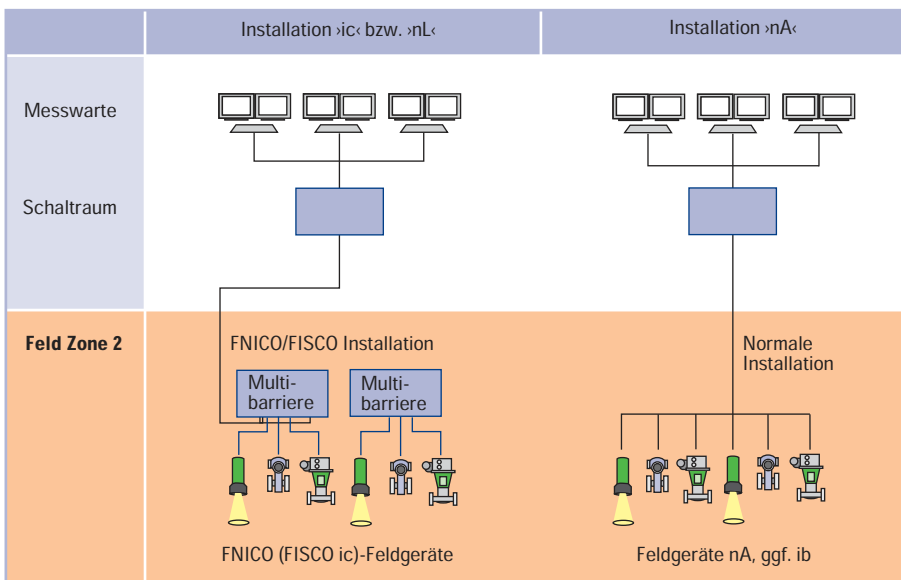 Installation ›ic‹ bzw. ›nL‹
Installation ›nA‹
Messwarte
Schaltraum
Feld Zone 2
FNICO/FISCO Installation
Normale
Installation
Multi-
barriere
Multi-
barriere
FNICO (FISCO ic)-Feldgeräte
Feldgeräte nA, ggf. ib